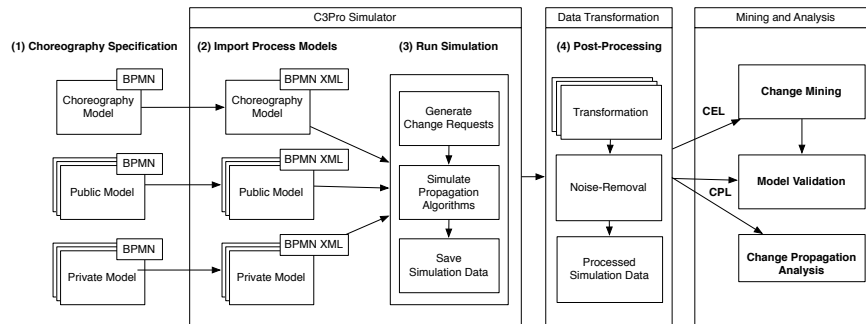 C3Pro Simulator
Data Transformation
Mining and Analysis
(1) Choreography Specification
(2) Import Process Models
(3) Run Simulation
(4) Post-Processing
BPMN
Choreography
Model
BPMN XML
Choreography
Model
Generate
Change Requests
Transformation
CEL
Change Mining
BPMN
Public Model
BPMN XML
Public Model
Simulate
Propagation
Algorithms
Noise-Removal
CPL
Model Validation
BPMN
Private Model
BPMN XML
Private Model
Save
Simulation Data
Processed
Simulation Data
Change Propagation
Analysis